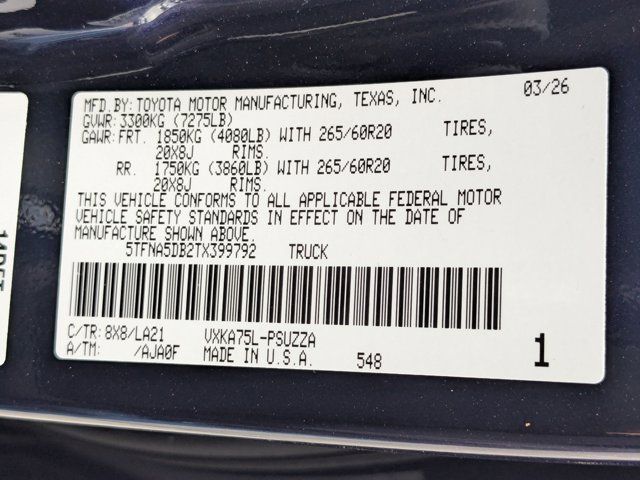 MFD.BY: TOYOTA MOTOR MANUFACTURING, TEXAS, INC. 03/26
GVWR: 3300KG (7275LB)
GAWR: FRT. 1850KG (4080LB) WITH 265/60R20 TIRES,
20X8J RIMS.
RR. 1750KG (3860LB) WITH 265/60R20 TIRES,
20X8J RIMS.
THIS VEHICLE CONFORMS TO ALL APPLICABLE FEDERAL MOTOR
VEHICLE SAFETY STANDARDS IN EFFECT ON THE DATE OF
MANUFACTURE SHOWN ABOVE.
5TFNA5DB2TX399792 TRUCK
C/TR: 8X8/LA21 VXKA75L-PSUZZA
A/TM: /AJA0F MADE IN U.S.A. 548 1